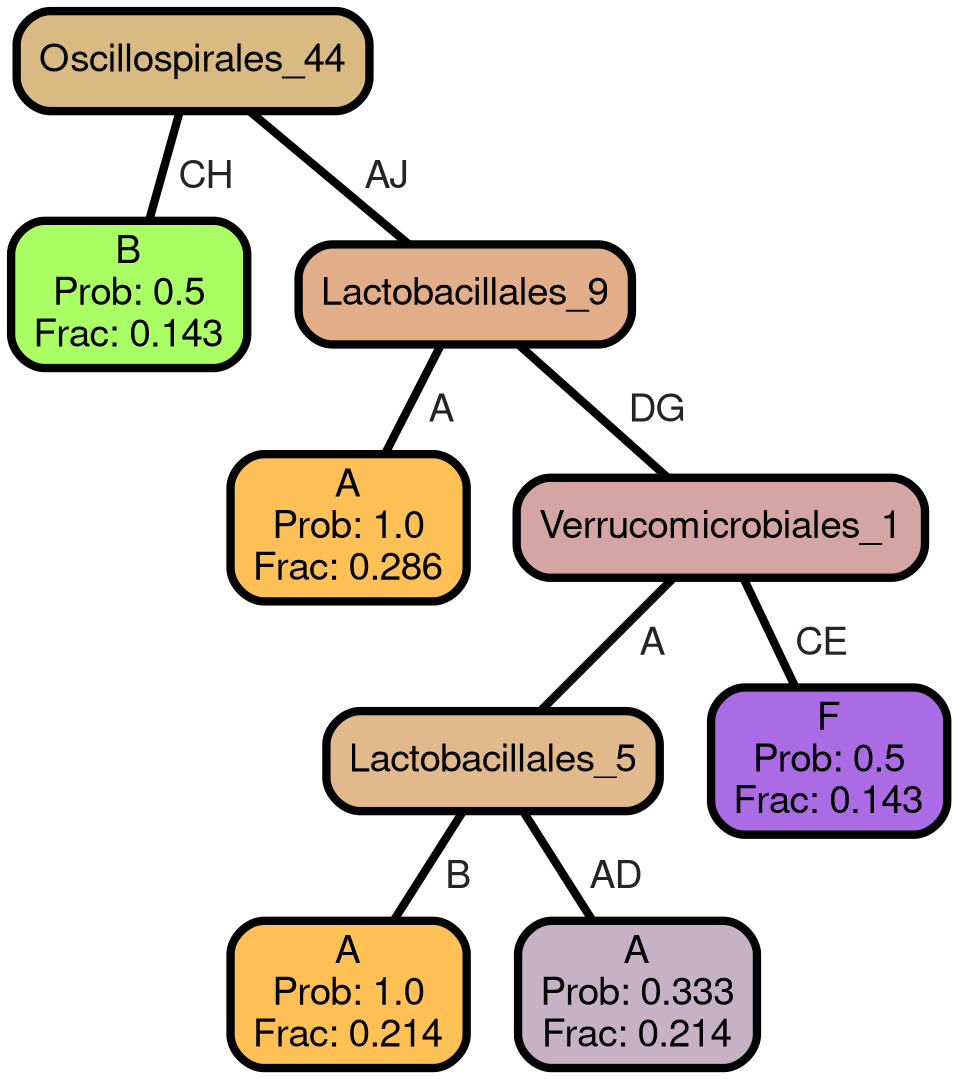 Oscillospirales_44
CH
AJ
B
Prob: 0.5
Frac: 0.143
Lactobacillales_9
A
DG
A
Prob: 1.0
Frac: 0.286
Verrucomicrobiales_1
A
CE
Lactobacillales_5
F
Prob: 0.5
Frac: 0.143
B
AD
A
Prob: 1.0
Frac: 0.214
A
Prob: 0.333
Frac: 0.214